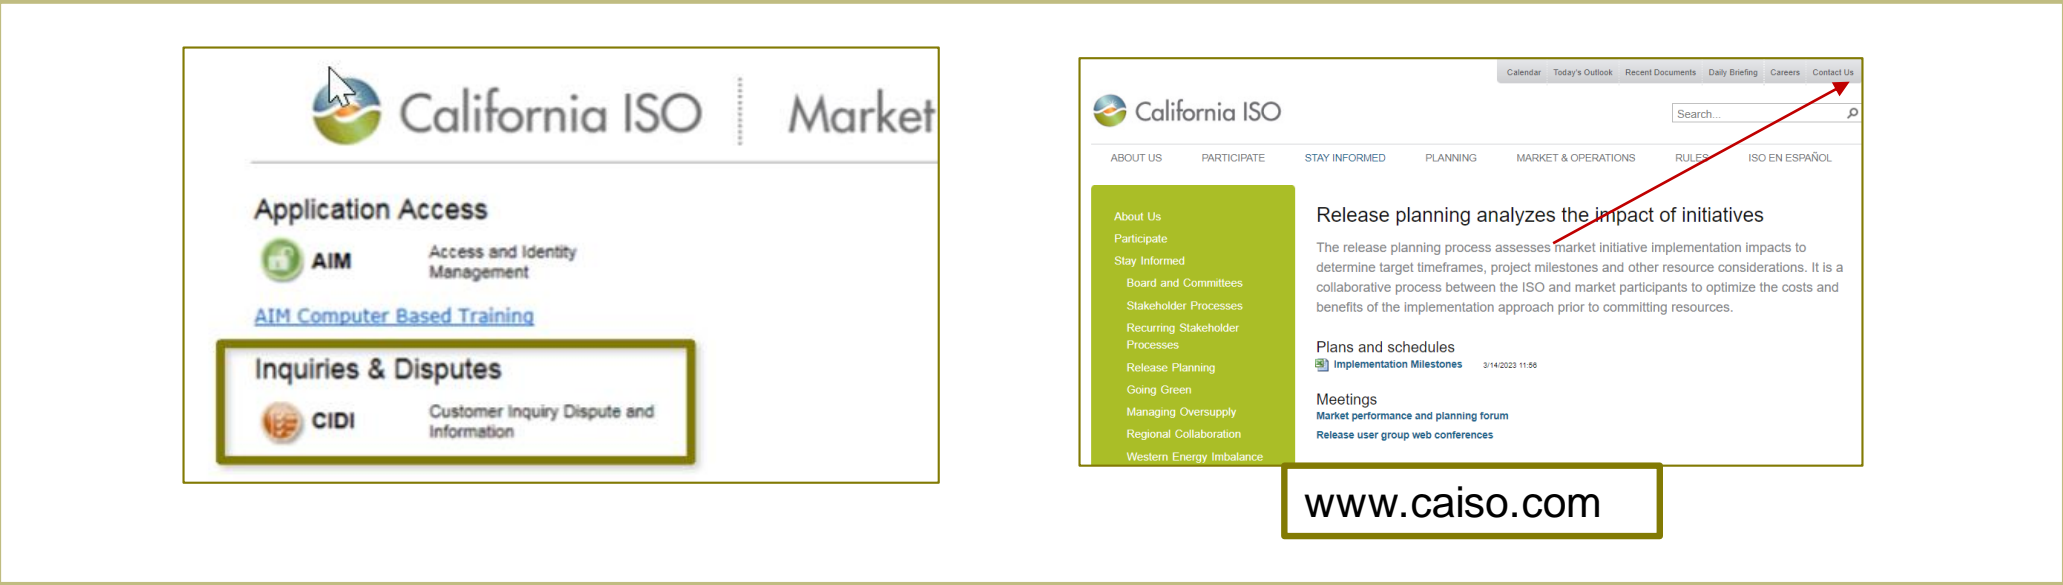 California ISO
Market
Application Access
AIM
Access and Identity
Management
AIM Computer Based Training
Inquiries & Disputes
CIDI
Customer Inquiry Dispute and
Information
Calendar Today's Outlook Recent Documents Daily Briefing Careers Contact Us
California ISO
Search...
ABOUT US PARTICIPATE STAY INFORMED PLANNING MARKET & OPERATIONS RULES ISO EN ESPAÑOL
About Us
Participate
Stay Informed
Board and Committees
Stakeholder Processes
Recurring Stakeholder
Processes
Release Planning
Going Green
Managing Oversupply
Regional Collaboration
Western Energy Imbalance
Release planning analyzes the impact of initiatives
The release planning process assesses market initiative implementation impacts to
determine target timeframes, project milestones and other resource considerations. It is a
collaborative process between the ISO and market participants to optimize the costs and
benefits of the implementation approach prior to committing resources.
Plans and schedules
Implementation Milestones 3/14/2023 11:56
Meetings
Market performance and planning forum
Release user group web conferences
www.caiso.com